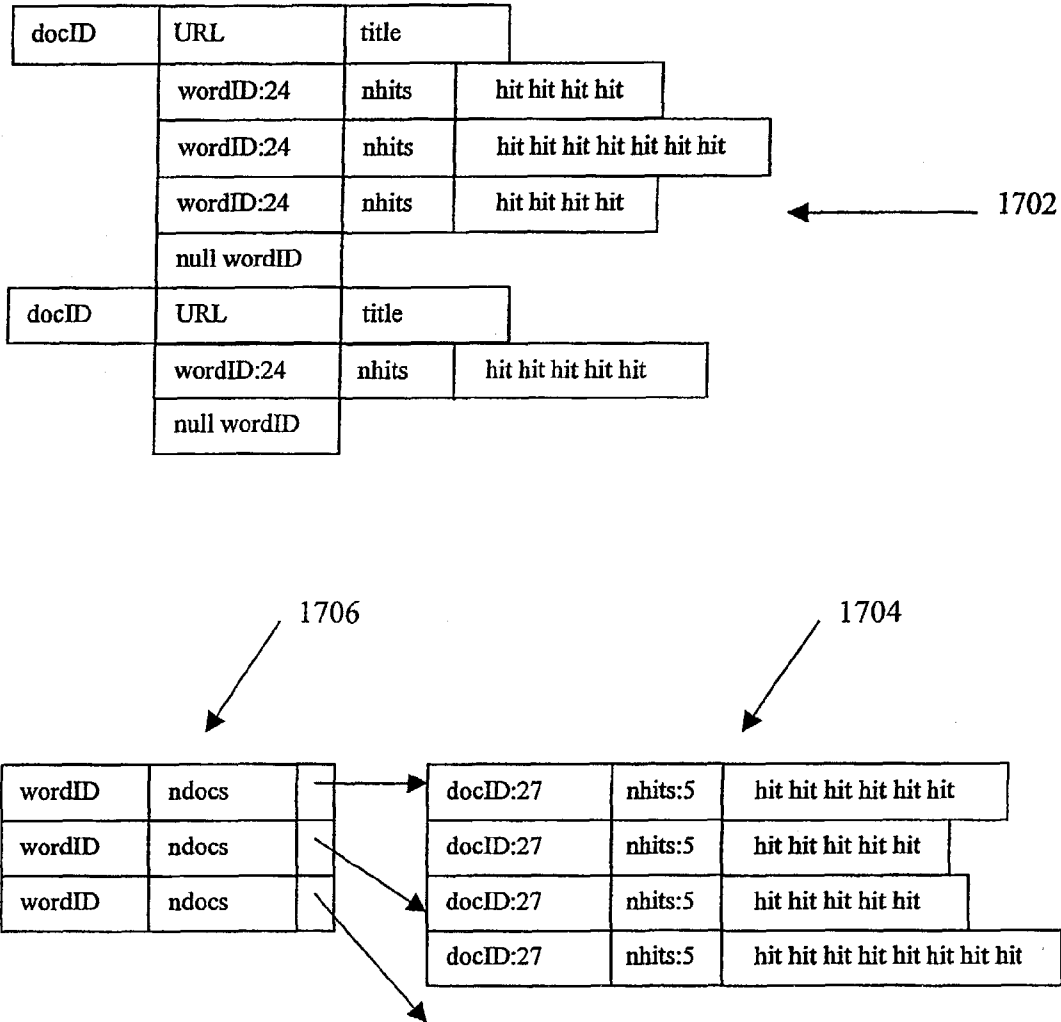 docID URL title
wordID:24 nhits hit hit hit hit
wordID:24 nhits hit hit hit hit hit hit hit
wordID:24 nhits hit hit hit hit
1702
null wordID
docID URL title
wordID:24 nhits hit hit hit hit hit
null wordID
1706 1704
wordID ndocs docID:27 nhits:5 hit hit hit hit hit hit
wordID ndocs docID:27 nhits:5 hit hit hit hit hit
wordID ndocs docID:27 nhits:5 hit hit hit hit hit
docID:27 nhits:5 hit hit hit hit hit hit hit hit